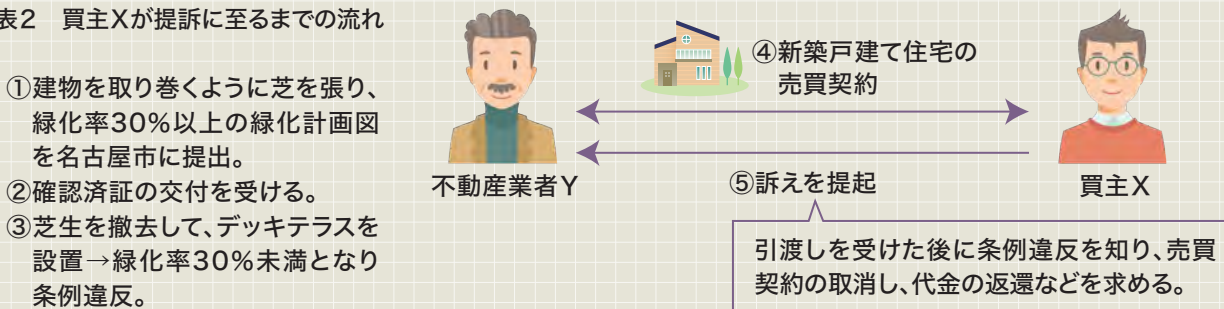 表2 買主Xが提訴に至るまでの流れ
①建物を取り巻くように芝を張り、
緑化率30%以上の緑化計画図
を名古屋市に提出。
②確認済証の交付を受ける。
③芝生を撤去して、デッキテラスを
設置→緑化率30%未満となり
条例違反。
不動産業者Y
④新築戸建て住宅の
売買契約
⑤訴えを提起
買主X
引渡しを受けた後に条例違反を知り、売買
契約の取消し、代金の返還などを求める。